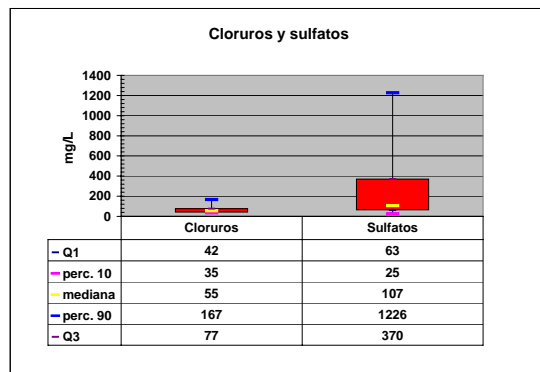 Cloruros y sulfatos
1400
1200
1000
800
600
400
200
0
mg/L
Cloruros Sulfatos
Q1 42 63
perc. 10 35 25
mediana 55 107
perc. 90 167 1226
Q3 77 370